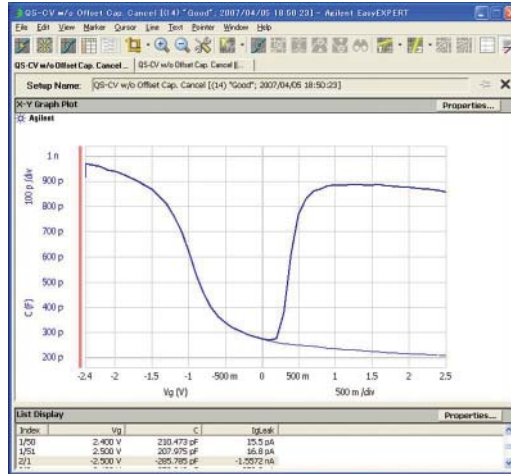 QS-CV w/o Offset Cap. Cancel [(14) "Good"; 2007/04/05 18:50:23] - Agilent EasyEXPERT
File Edit View Marker Cursor Line Text Pointer Window Help
QS-CV w/o Offset Cap. Cancel... QS-CV w/o Offset Cap. Cancel [(...
Setup Name: QS-CV w/o Offset Cap. Cancel [(14) "Good"; 2007/04/05 18:50:23]
X-Y Graph Plot Properties...
Agilent
100 p /div
C (F)
1 n
900 p
800 p
700 p
600 p
500 p
400 p
300 p
200 p
-2.4 -2 -1.5 -1 -500 m 0 500 m 1 1.5 2 2.5
Vg (V) 500 m /div
List Display Properties...
Index Vg C IgLeak
1/50 2.400 V 210.473 pF 15.5 pA
1/51 2.500 V 207.975 pF 16.8 pA
2/1 -2.500 V -285.785 pF -1.5572 nA